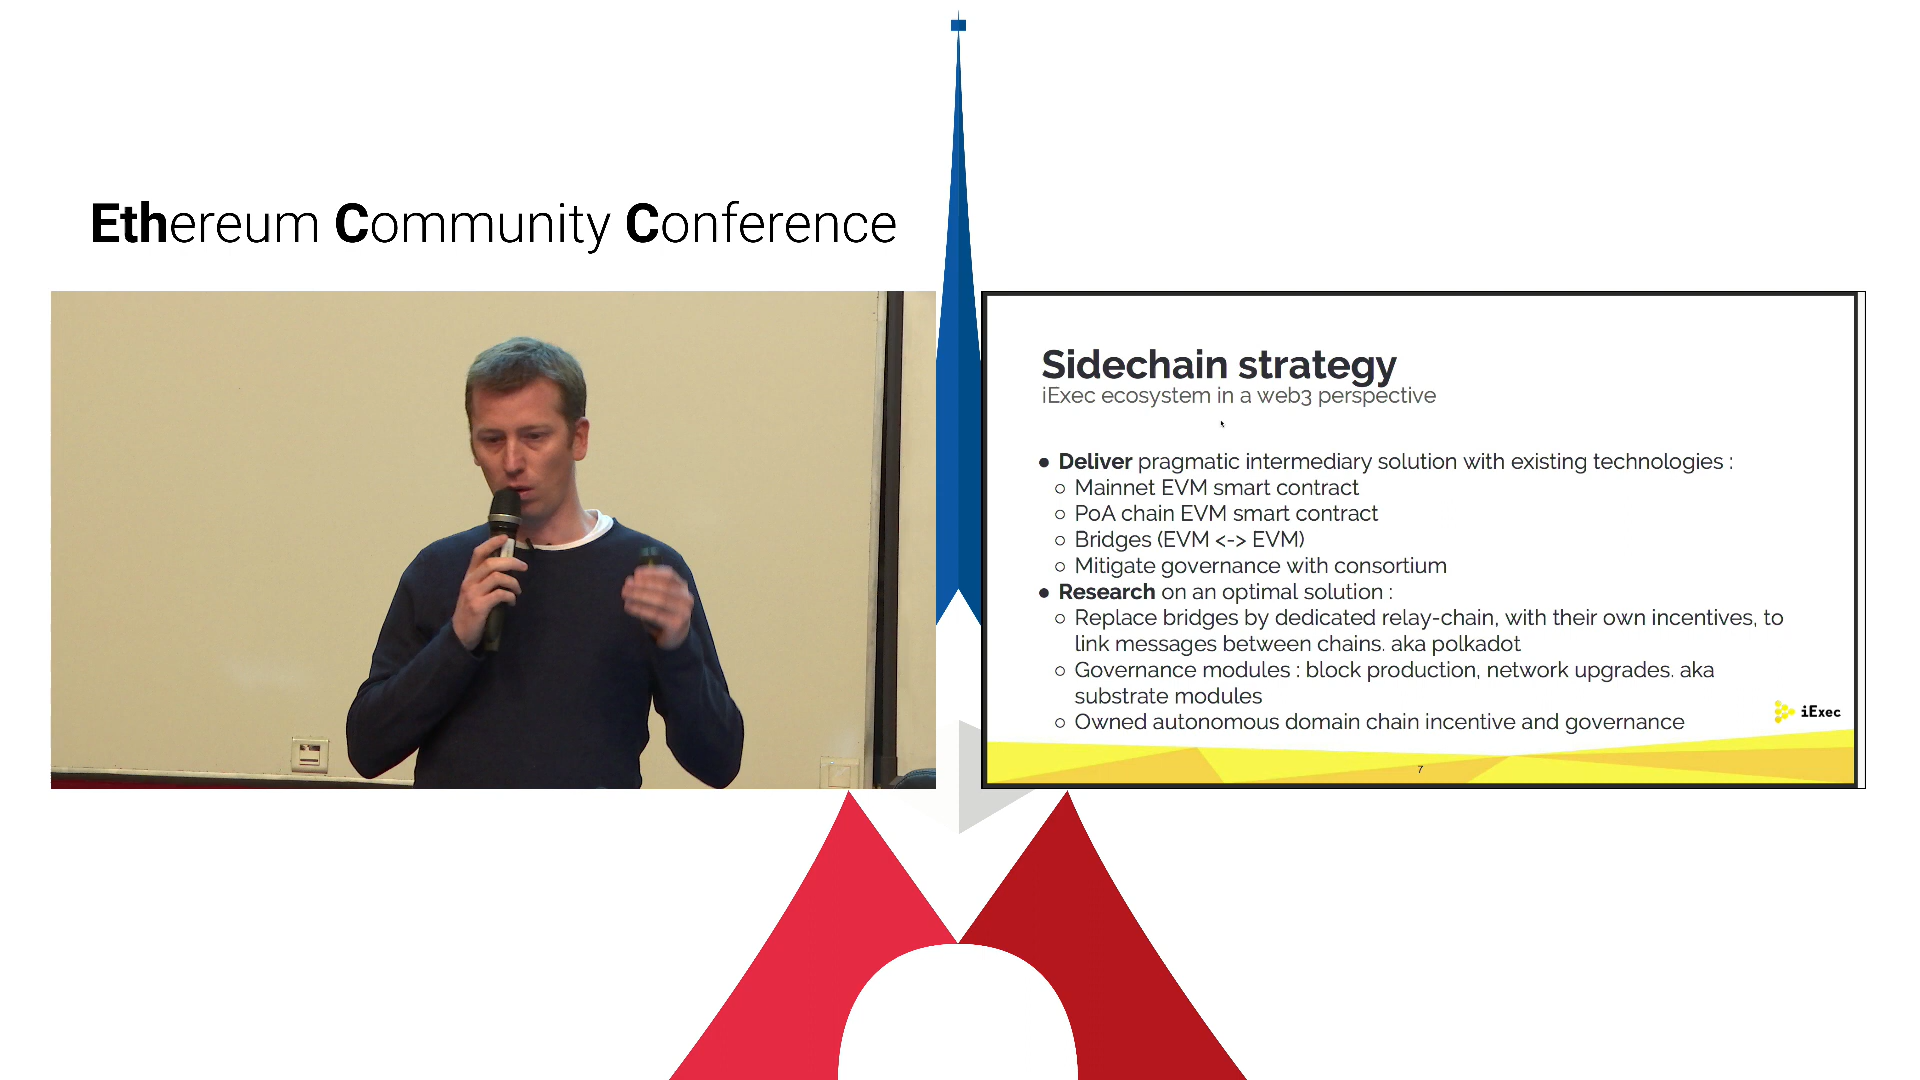 Ethereum Community Conference
Sidechain strategy
iExec ecosystem in a web3 perspective
● Deliver pragmatic intermediary solution with existing technologies :
○ Mainnet EVM smart contract
○ PoA chain EVM smart contract
○ Bridges (EVM <-> EVM)
○ Mitigate governance with consortium
● Research on an optimal solution :
○ Replace bridges by dedicated relay-chain, with their own incentives, to
link messages between chains. aka polkadot
○ Governance modules : block production, network upgrades. aka
substrate modules
○ Owned autonomous domain chain incentive and governance
iExec
7